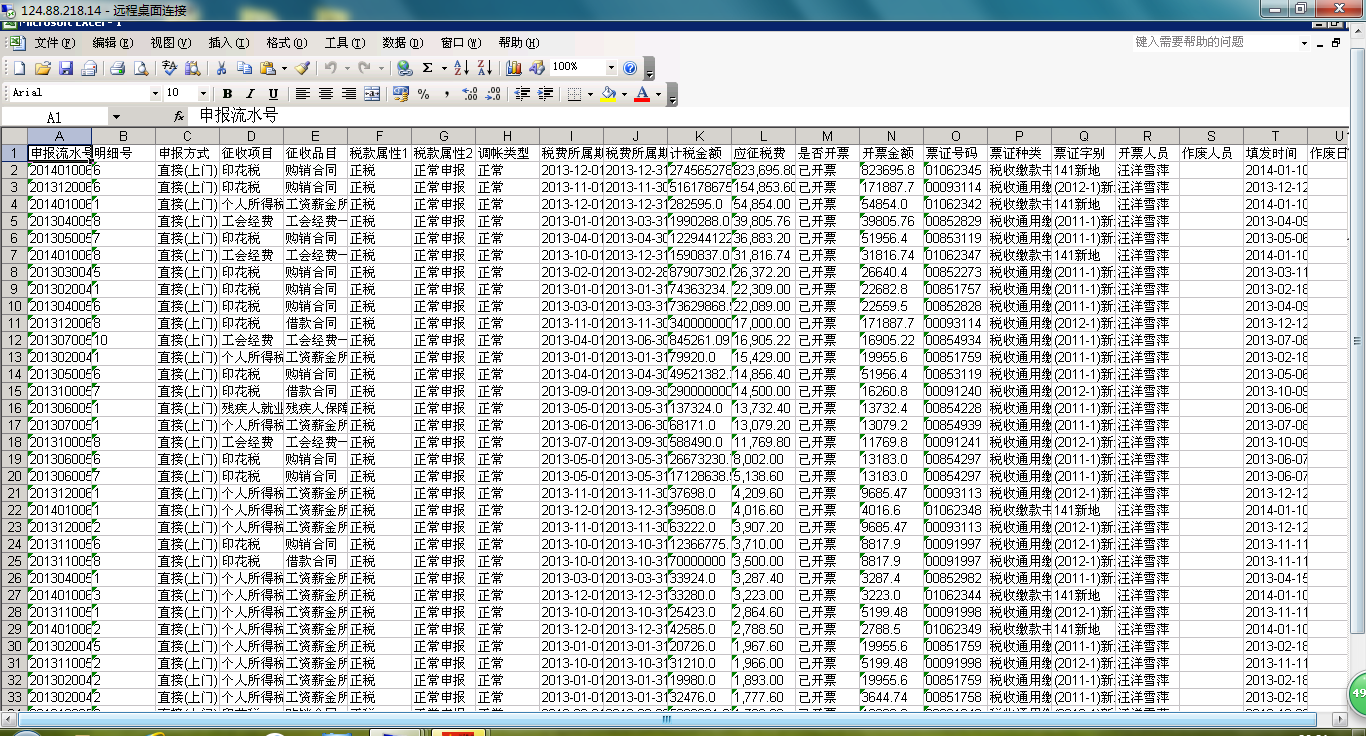 124.88.218.14 - 远程桌面连接
Microsoft Excel - 1
文件(F) 编辑(E) 视图(V) 插入(I) 格式(O) 工具(T) 数据(D) 窗口(W) 帮助(H) 键入需要帮助的问题
100%
Arial 10 B I U
A1 fx 申报流水号
A B C D E F G H I J K L M N O P Q R S T U
1 申报流水号 明细号 申报方式 征收项目 征收品目 税款属性1 税款属性2 调帐类型 税费所属期 税费所属期 计税金额 应征税费 是否开票 开票金额 票证号码 票证种类 票证字别 开票人员 作废人员 填发时间 作废日
2 201401006 6 直接(上门) 印花税 购销合同 正税 正常申报 正常 2013-12-01 2013-12-31 274565278 823,695.80 已开票 823695.8 01062345 税收缴款书 141新地 汪洋雪萍 2014-01-10
3 201312006 6 直接(上门) 印花税 购销合同 正税 正常申报 正常 2013-11-01 2013-11-30 516178675 154,853.60 已开票 171887.7 00093114 税收通用缴 (2012-1)新 汪洋雪萍 2013-12-12
4 201401006 1 直接(上门) 个人所得税 工资薪金所 正税 正常申报 正常 2013-12-01 2013-12-31 282595.0 54,854.00 已开票 54854.0 01062342 税收缴款书 141新地 汪洋雪萍 2014-01-10
5 201304005 8 直接(上门) 工会经费 工会经费一 正税 正常申报 正常 2013-01-01 2013-03-31 1990288.0 39,805.76 已开票 39805.76 00852829 税收通用缴 (2011-1)新 汪洋雪萍 2013-04-09
6 201305005 7 直接(上门) 印花税 购销合同 正税 正常申报 正常 2013-04-01 2013-04-30 122944122 36,883.20 已开票 51956.4 00853119 税收通用缴 (2011-1)新 汪洋雪萍 2013-05-06
7 201401006 8 直接(上门) 工会经费 工会经费一 正税 正常申报 正常 2013-10-01 2013-12-31 1590837.0 31,816.74 已开票 31816.74 01062347 税收缴款书 141新地 汪洋雪萍 2014-01-10
8 201303004 5 直接(上门) 印花税 购销合同 正税 正常申报 正常 2013-02-01 2013-02-28 87907302.0 26,372.20 已开票 26640.4 00852273 税收通用缴 (2011-1)新 汪洋雪萍 2013-03-11
9 201302004 1 直接(上门) 印花税 购销合同 正税 正常申报 正常 2013-01-01 2013-01-31 74363234. 22,309.00 已开票 22682.8 00851757 税收通用缴 (2011-1)新 汪洋雪萍 2013-02-18
10 201304005 6 直接(上门) 印花税 购销合同 正税 正常申报 正常 2013-03-01 2013-03-31 73629868. 22,089.00 已开票 22559.5 00852828 税收通用缴 (2011-1)新 汪洋雪萍 2013-04-09
11 201312006 8 直接(上门) 印花税 借款合同 正税 正常申报 正常 2013-11-01 2013-11-30 340000000 17,000.00 已开票 171887.7 00093114 税收通用缴 (2012-1)新 汪洋雪萍 2013-12-12
12 201307005 10 直接(上门) 工会经费 工会经费一 正税 正常申报 正常 2013-04-01 2013-06-30 845261.09 16,905.22 已开票 16905.22 00854934 税收通用缴 (2011-1)新 汪洋雪萍 2013-07-08
13 201302004 1 直接(上门) 个人所得税 工资薪金所 正税 正常申报 正常 2013-01-01 2013-01-31 79920.0 15,429.00 已开票 19955.6 00851759 税收通用缴 (2011-1)新 汪洋雪萍 2013-02-18
14 201305005 6 直接(上门) 印花税 购销合同 正税 正常申报 正常 2013-04-01 2013-04-30 49521382. 14,856.40 已开票 51956.4 00853119 税收通用缴 (2011-1)新 汪洋雪萍 2013-05-06
15 201310005 7 直接(上门) 印花税 借款合同 正税 正常申报 正常 2013-09-01 2013-09-30 290000000 14,500.00 已开票 16260.8 00091240 税收通用缴 (2012-1)新 汪洋雪萍 2013-10-09
16 201306005 1 直接(上门) 残疾人就业 残疾人保障 正税 正常申报 正常 2013-05-01 2013-05-31 137324.0 13,732.40 已开票 13732.4 00854228 税收通用缴 (2011-1)新 汪洋雪萍 2013-06-06
17 201307005 1 直接(上门) 个人所得税 工资薪金所 正税 正常申报 正常 2013-06-01 2013-06-30 68171.0 13,079.20 已开票 13079.2 00854939 税收通用缴 (2011-1)新 汪洋雪萍 2013-07-08
18 201310005 8 直接(上门) 工会经费 工会经费一 正税 正常申报 正常 2013-07-01 2013-09-30 588490.0 11,769.80 已开票 11769.8 00091241 税收通用缴 (2012-1)新 汪洋雪萍 2013-10-09
19 201306005 6 直接(上门) 印花税 购销合同 正税 正常申报 正常 2013-05-01 2013-05-31 26673230 8,002.00 已开票 13183.0 00854297 税收通用缴 (2011-1)新 汪洋雪萍 2013-06-07
20 201306005 7 直接(上门) 印花税 购销合同 正税 正常申报 正常 2013-05-01 2013-05-31 17128638. 5,138.60 已开票 13183.0 00854297 税收通用缴 (2011-1)新 汪洋雪萍 2013-06-07
21 201312006 1 直接(上门) 个人所得税 工资薪金所 正税 正常申报 正常 2013-11-01 2013-11-30 37698.0 4,209.60 已开票 9685.47 00093113 税收通用缴 (2012-1)新 汪洋雪萍 2013-12-12
22 201401006 1 直接(上门) 个人所得税 工资薪金所 正税 正常申报 正常 2013-12-01 2013-12-31 39508.0 4,016.60 已开票 4016.6 01062348 税收缴款书 141新地 汪洋雪萍 2014-01-10
23 201312006 2 直接(上门) 个人所得税 工资薪金所 正税 正常申报 正常 2013-11-01 2013-11-30 63222.0 3,907.20 已开票 9685.47 00093113 税收通用缴 (2012-1)新 汪洋雪萍 2013-12-12
24 201311005 6 直接(上门) 印花税 购销合同 正税 正常申报 正常 2013-10-01 2013-10-31 12366775. 3,710.00 已开票 8817.9 00091997 税收通用缴 (2012-1)新 汪洋雪萍 2013-11-11
25 201311005 8 直接(上门) 印花税 借款合同 正税 正常申报 正常 2013-10-01 2013-10-31 70000000 3,500.00 已开票 8817.9 00091997 税收通用缴 (2012-1)新 汪洋雪萍 2013-11-11
26 201304005 1 直接(上门) 个人所得税 工资薪金所 正税 正常申报 正常 2013-03-01 2013-03-31 33924.0 3,287.40 已开票 3287.4 00852982 税收通用缴 (2011-1)新 汪洋雪萍 2013-04-15
27 201401006 3 直接(上门) 个人所得税 工资薪金所 正税 正常申报 正常 2013-12-01 2013-12-31 33280.0 3,223.00 已开票 3223.0 01062344 税收缴款书 141新地 汪洋雪萍 2014-01-10
28 201311005 1 直接(上门) 个人所得税 工资薪金所 正税 正常申报 正常 2013-10-01 2013-10-31 25423.0 2,864.60 已开票 5199.48 00091998 税收通用缴 (2012-1)新 汪洋雪萍 2013-11-11
29 201401006 2 直接(上门) 个人所得税 工资薪金所 正税 正常申报 正常 2013-12-01 2013-12-31 42585.0 2,788.50 已开票 2788.5 01062349 税收缴款书 141新地 汪洋雪萍 2014-01-10
30 201302004 5 直接(上门) 个人所得税 工资薪金所 正税 正常申报 正常 2013-01-01 2013-01-31 20726.0 1,967.60 已开票 19955.6 00851759 税收通用缴 (2011-1)新 汪洋雪萍 2013-02-18
31 201311005 2 直接(上门) 个人所得税 工资薪金所 正税 正常申报 正常 2013-10-01 2013-10-31 31210.0 1,966.00 已开票 5199.48 00091998 税收通用缴 (2012-1)新 汪洋雪萍 2013-11-11
32 201302004 2 直接(上门) 个人所得税 工资薪金所 正税 正常申报 正常 2013-01-01 2013-01-31 19980.0 1,893.00 已开票 19955.6 00851759 税收通用缴 (2011-1)新 汪洋雪萍 2013-02-18
33 201302004 2 直接(上门) 个人所得税 工资薪金所 正税 正常申报 正常 2013-01-01 2013-01-31 32476.0 1,777.60 已开票 3644.74 00851758 税收通用缴 (2011-1)新 汪洋雪萍 2013-02-18
49